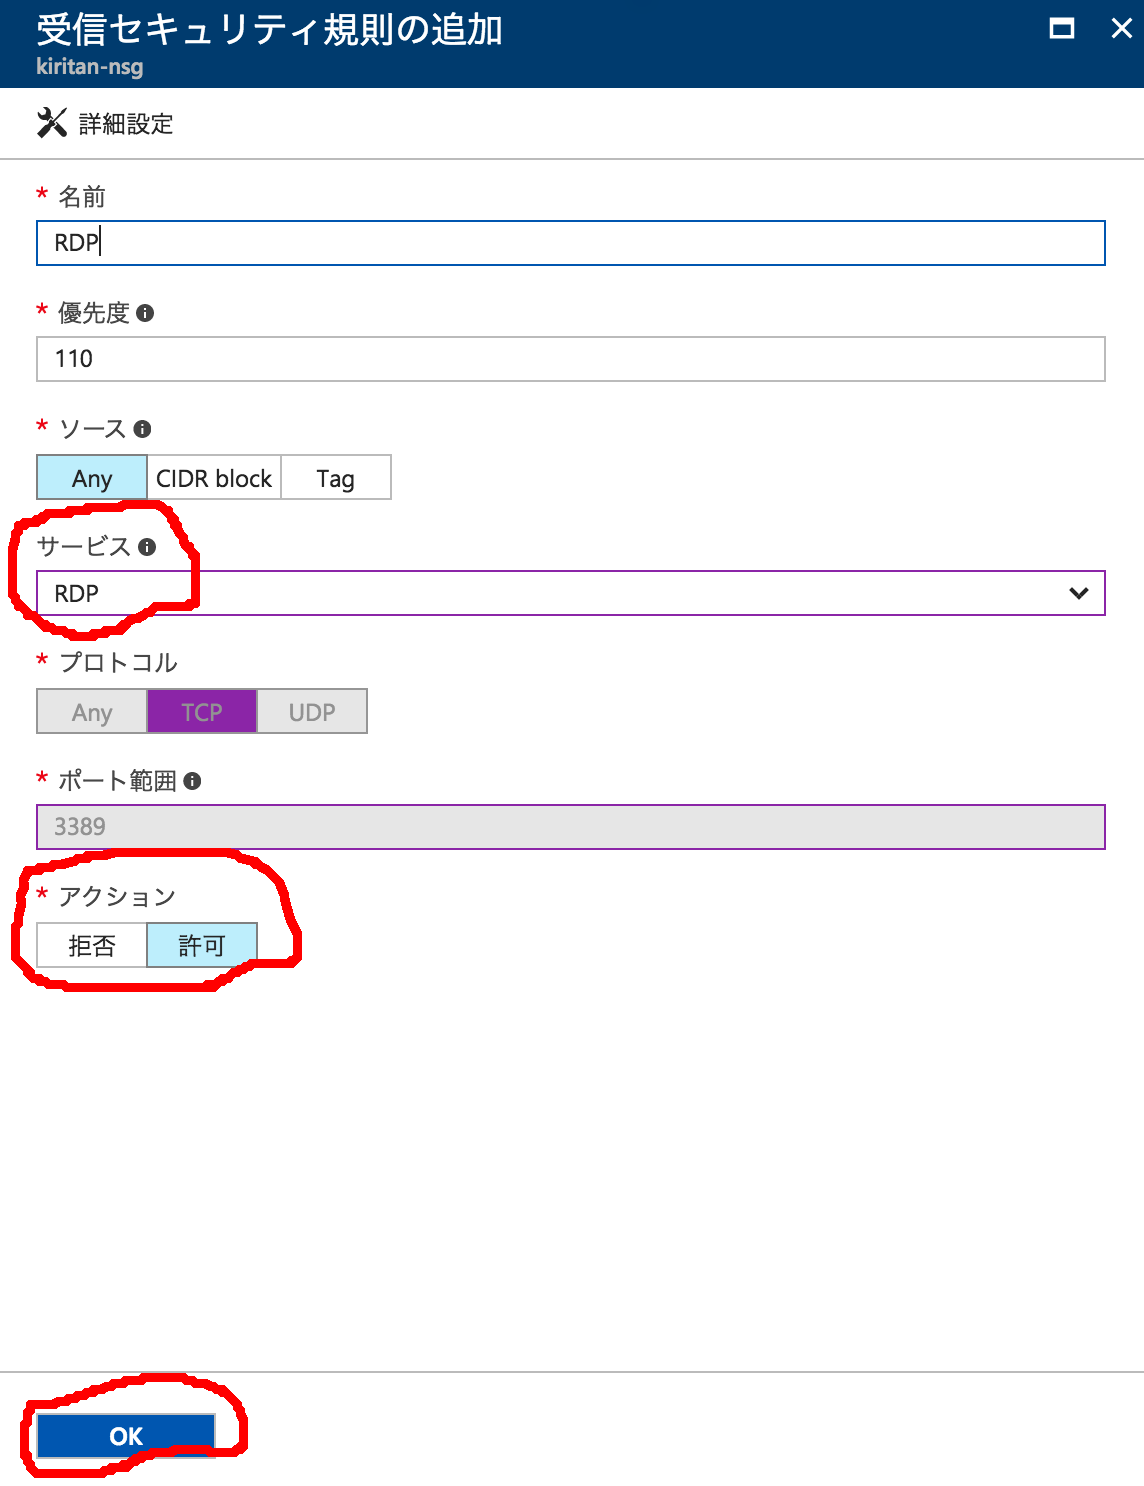 受信セキュリティ規則の追加
kiritan-nsg
詳細設定
* 名前
RDP
* 優先度
110
* ソース
Any CIDR block Tag
サービス
RDP
* プロトコル
Any TCP UDP
* ポート範囲
3389
* アクション
拒否 許可
OK